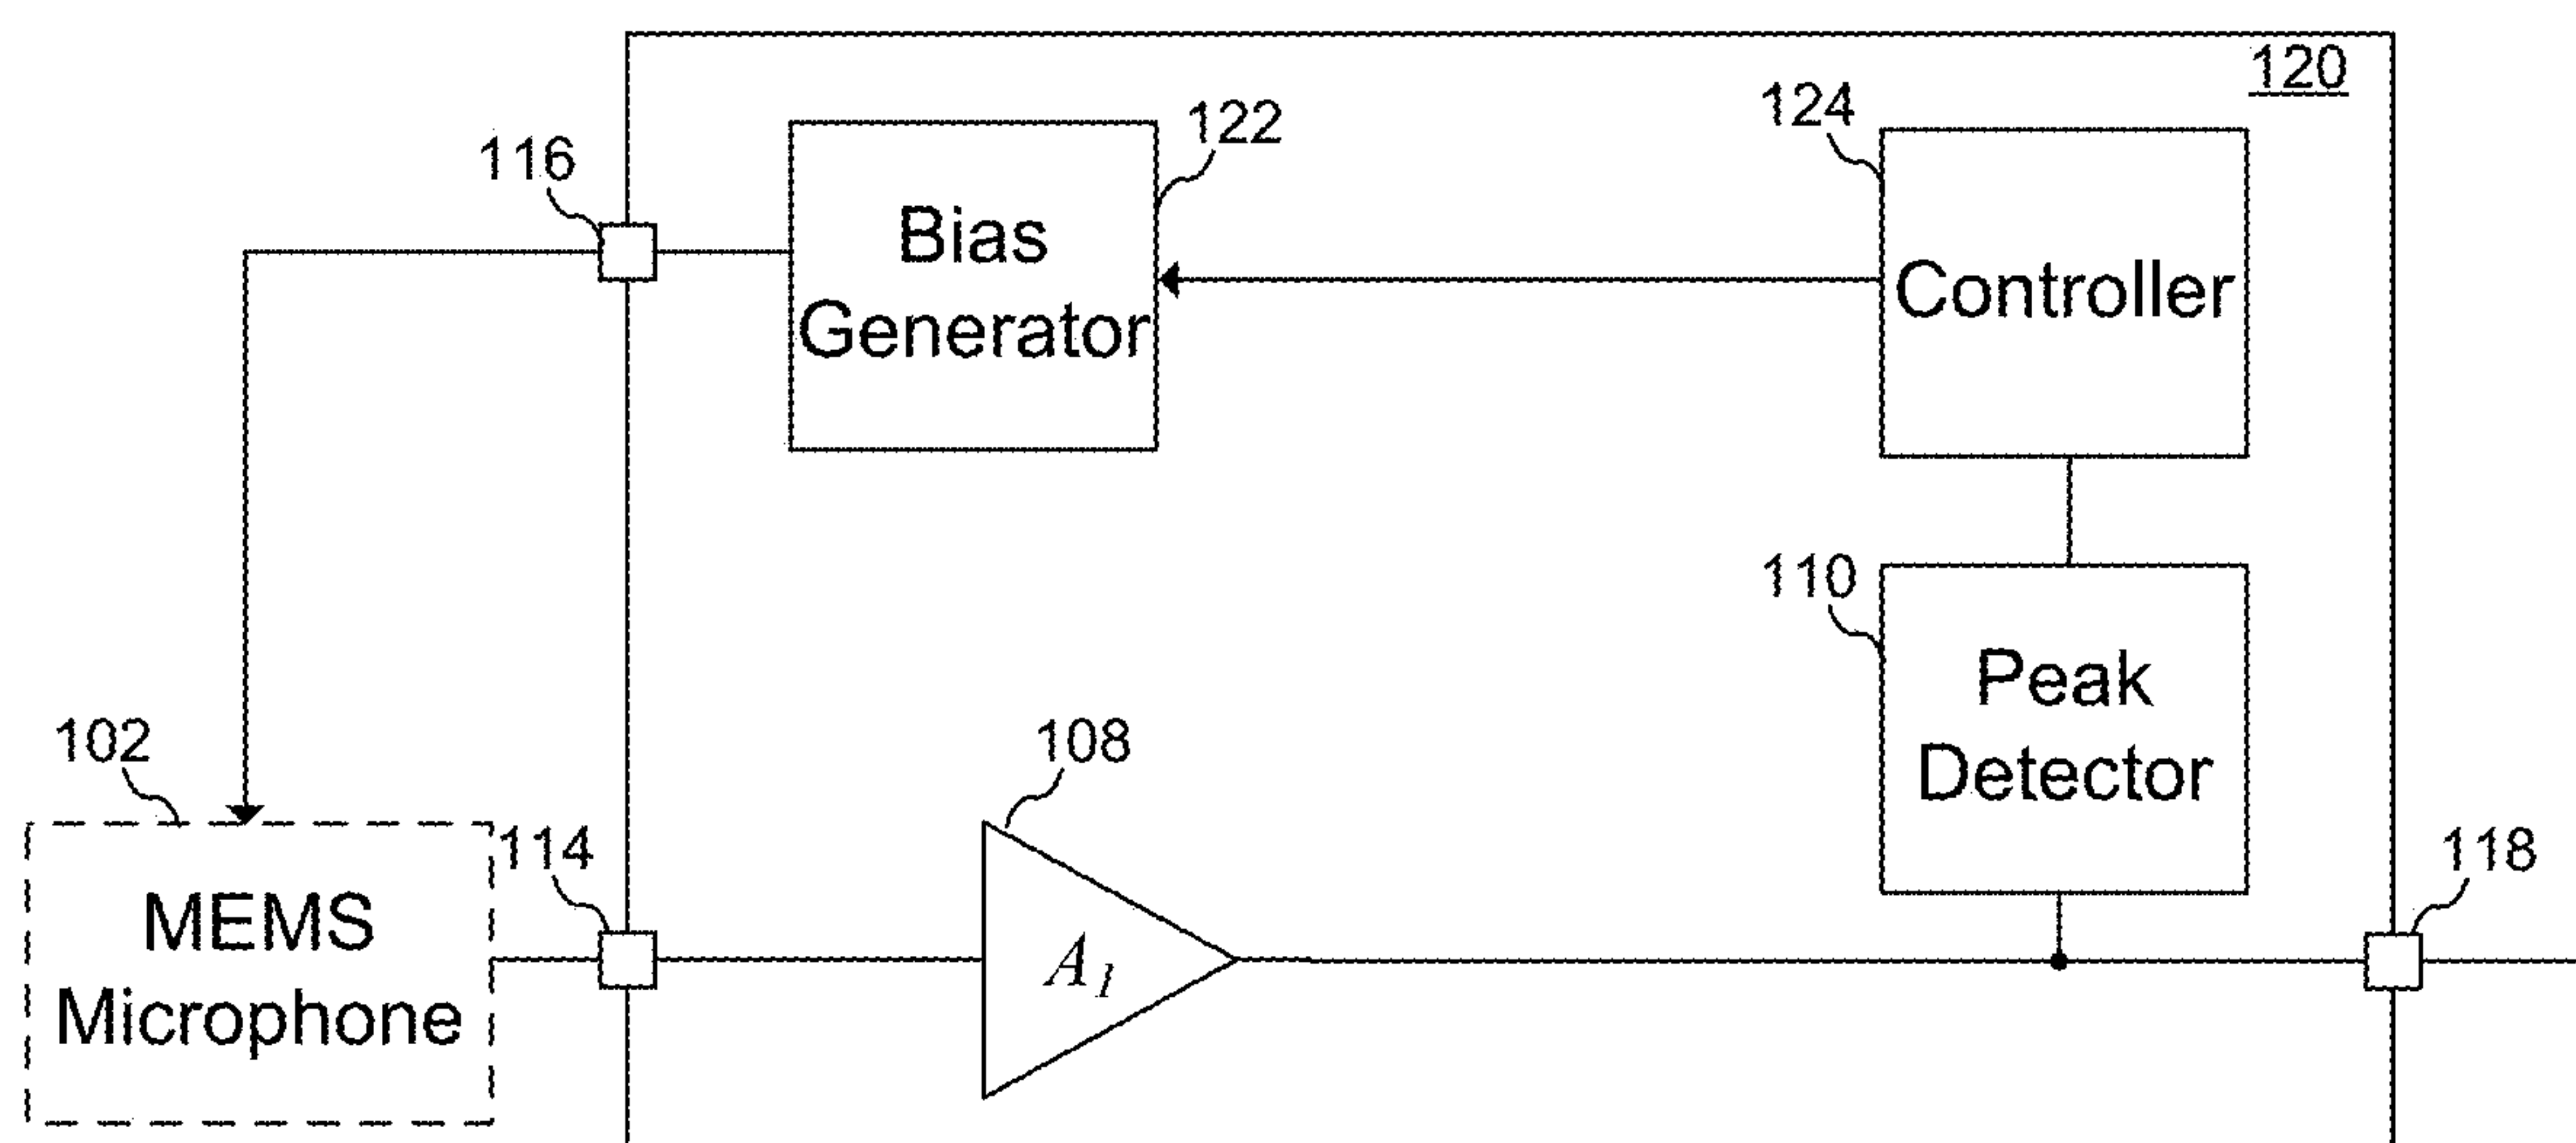 120
116
122
124
Bias
Generator
Controller
110
Peak
Detector
102
108
114
118
MEMS
Microphone
A1